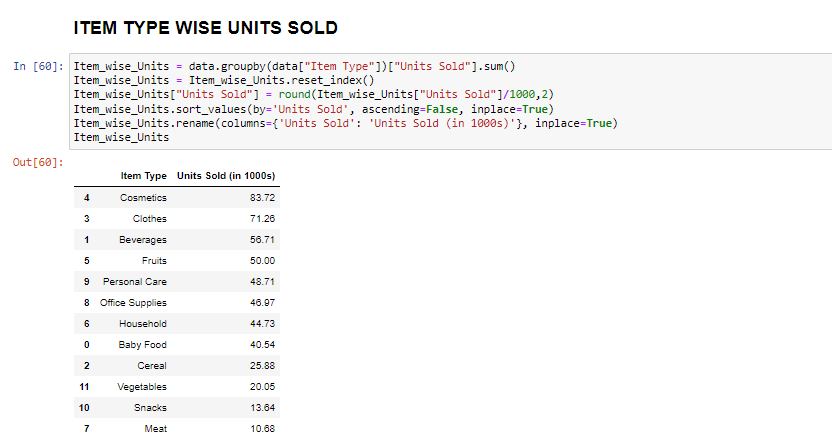 ITEM TYPE WISE UNITS SOLD
In [60]: Item_wise_Units = data.groupby(data["Item Type"])["Units Sold"].sum()
Item_wise_Units = Item_wise_Units.reset_index()
Item_wise_Units["Units Sold"] = round(Item_wise_Units["Units Sold"]/1000,2)
Item_wise_Units.sort_values(by='Units Sold', ascending=False, inplace=True)
Item_wise_Units.rename(columns={'Units Sold': 'Units Sold (in 1000s)'}, inplace=True)
Item_wise_Units
Out[60]:
Item Type Units Sold (in 1000s)
4 Cosmetics 83.72
3 Clothes 71.26
1 Beverages 56.71
5 Fruits 50.00
9 Personal Care 48.71
8 Office Supplies 46.97
6 Household 44.73
0 Baby Food 40.54
2 Cereal 25.88
11 Vegetables 20.05
10 Snacks 13.64
7 Meat 10.68